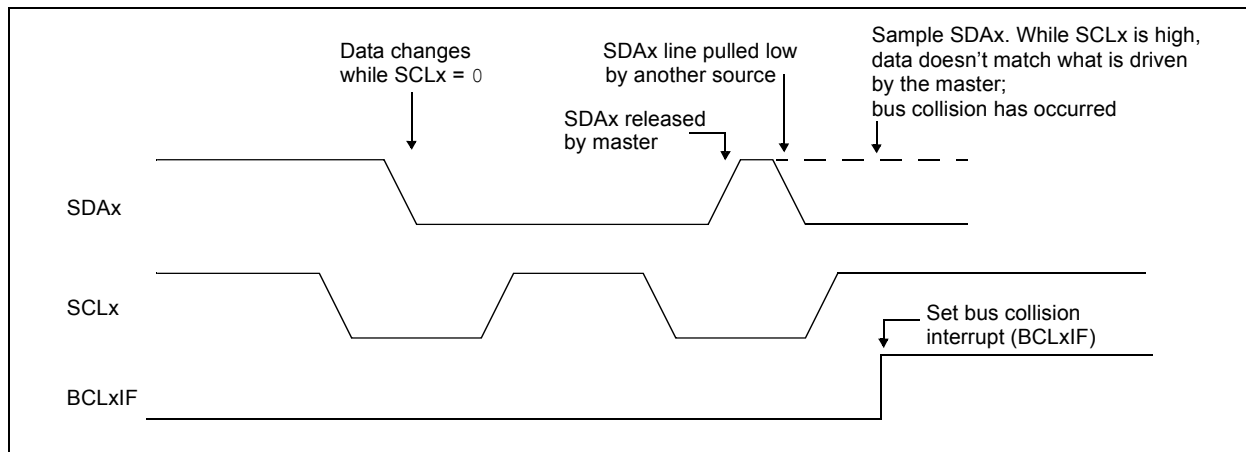 Data changes
while SCLx = 0
SDAx line pulled low
by another source
Sample SDAx. While SCLx is high,
data doesn't match what is driven
by the master;
bus collision has occurred
SDAx released
by master
SDAx
SCLx
Set bus collision
interrupt (BCLxIF)
BCLxIF